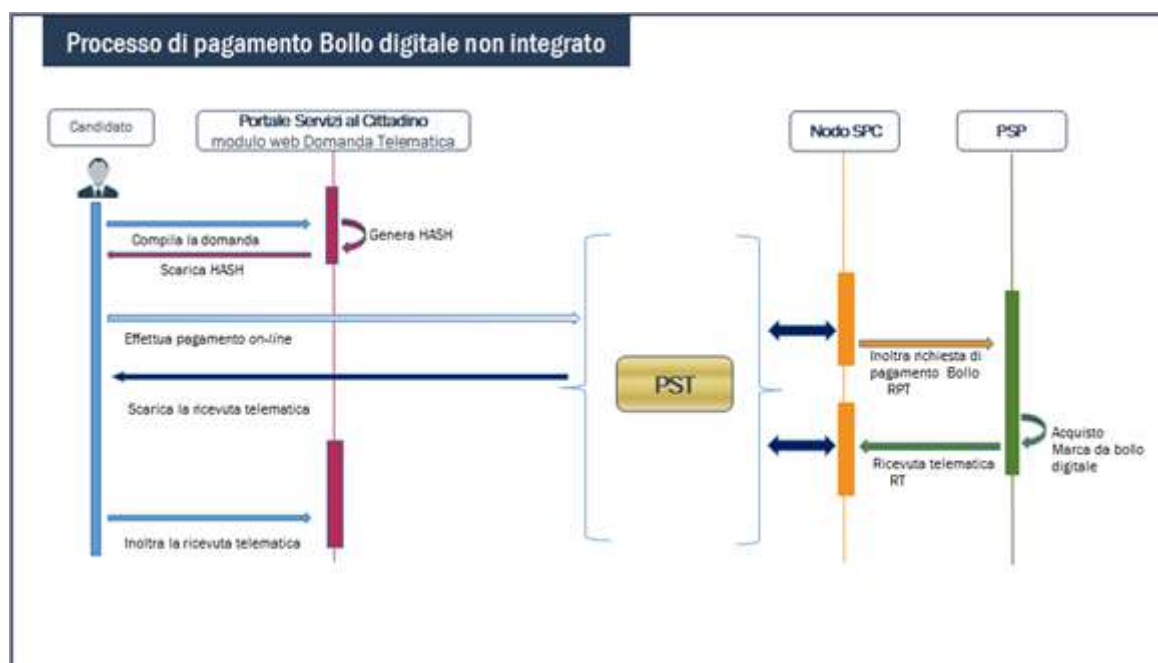 Processo di pagamento Bollo digitale non integrato
Candidato
Portale Servizi al Cittadino
modulo web Domanda Telematica
Nodo SPC
PSP
Compila la domanda
Genera HASH
Scarica HASH
Effettua pagamento on-line
Inoltra richiesta di
pagamento Bollo
RPT
PST
Scarica la ricevuta telematica
Acquisto
Marca da bollo
digitale
Ricevuta telematica
RT
Inoltra la ricevuta telematica